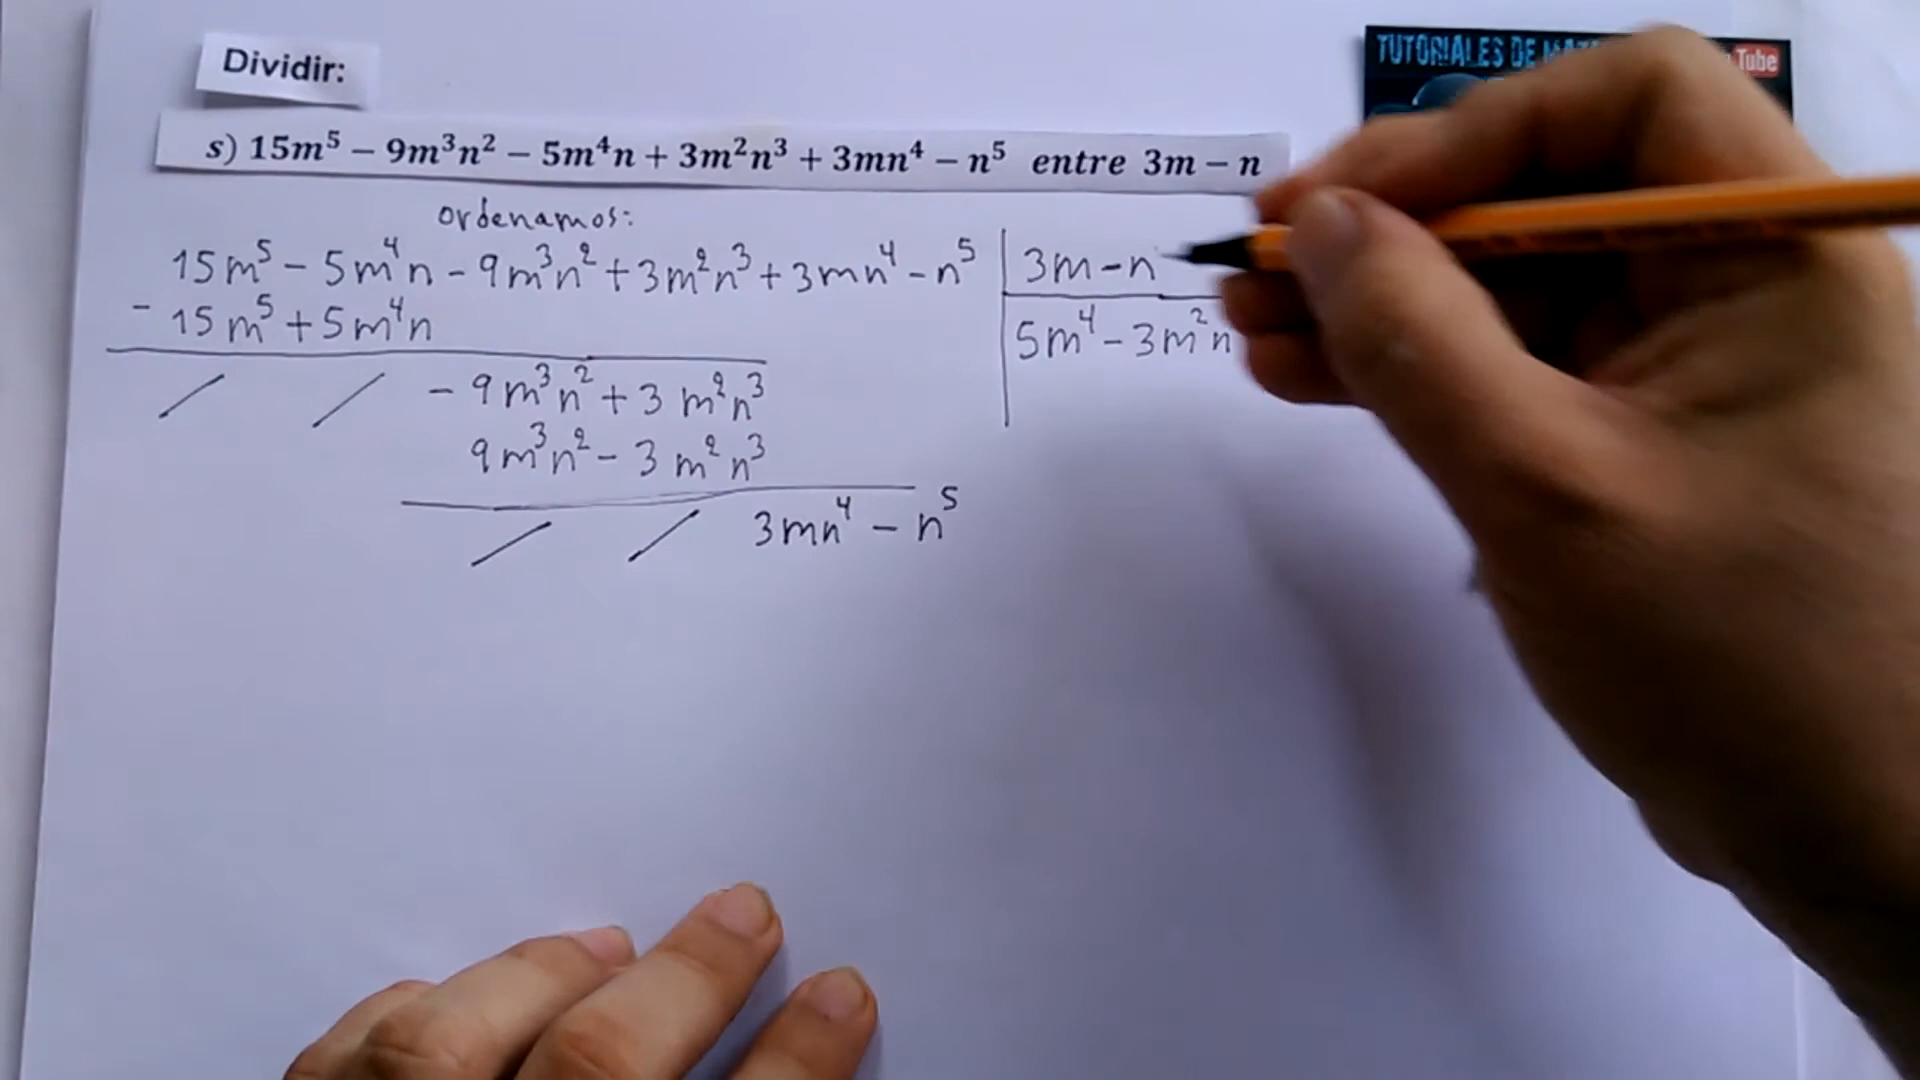 Dividir:
TUTORIALES DE Tube
s) 15m⁵ − 9m³n² − 5m⁴n + 3m²n³ + 3mn⁴ − n⁵ entre 3m − n
ordenamos:
15m⁵ − 5m⁴n − 9m³n² + 3m²n³ + 3mn⁴ − n⁵ 3m − n
− 15m⁵ + 5m⁴n 5m⁴ − 3m²n
− 9m³n² + 3m²n³
9m³n² − 3m²n³
3mn⁴ − n⁵